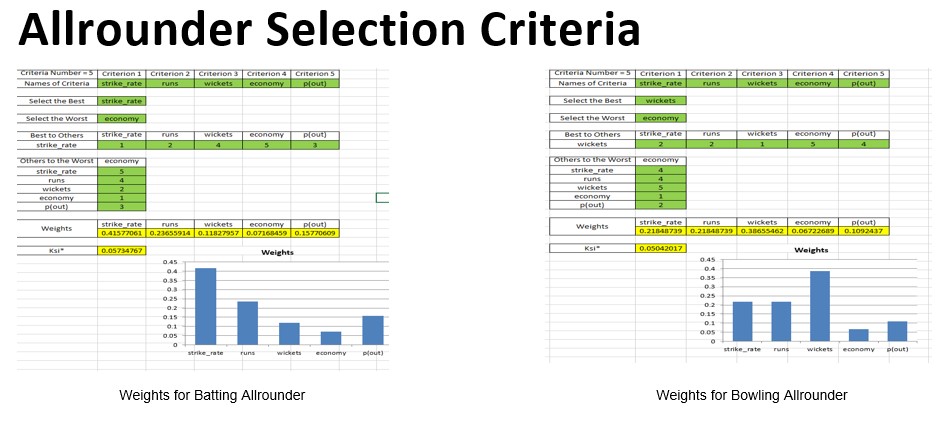 Allrounder Selection Criteria
Criteria Number = 5 Criterion 1 Criterion 2 Criterion 3 Criterion 4 Criterion 5
Names of Criteria strike_rate runs wickets economy p(out)
Select the Best strike_rate
Select the Worst economy
Best to Others strike_rate runs wickets economy p(out)
strike_rate 1 2 4 5 3
Others to the Worst economy
strike_rate 5
runs 4
wickets 2
economy 1
p(out) 3
Weights strike_rate runs wickets economy p(out)
0.41577061 0.23655914 0.11827957 0.07168459 0.15770609
Ksi* 0.05734767
Weights
0.45
0.4
0.35
0.3
0.25
0.2
0.15
0.1
0.05
0
strike_rate runs wickets economy p(out)
Weights for Batting Allrounder
Criteria Number = 5 Criterion 1 Criterion 2 Criterion 3 Criterion 4 Criterion 5
Names of Criteria strike_rate runs wickets economy p(out)
Select the Best wickets
Select the Worst economy
Best to Others strike_rate runs wickets economy p(out)
wickets 2 2 1 5 4
Others to the Worst economy
strike_rate 4
runs 4
wickets 5
economy 1
p(out) 2
Weights strike_rate runs wickets economy p(out)
0.21848739 0.21848739 0.38655462 0.06722689 0.1092437
Ksi* 0.05042017
Weights
0.45
0.4
0.35
0.3
0.25
0.2
0.15
0.1
0.05
0
strike_rate runs wickets economy p(out)
Weights for Bowling Allrounder